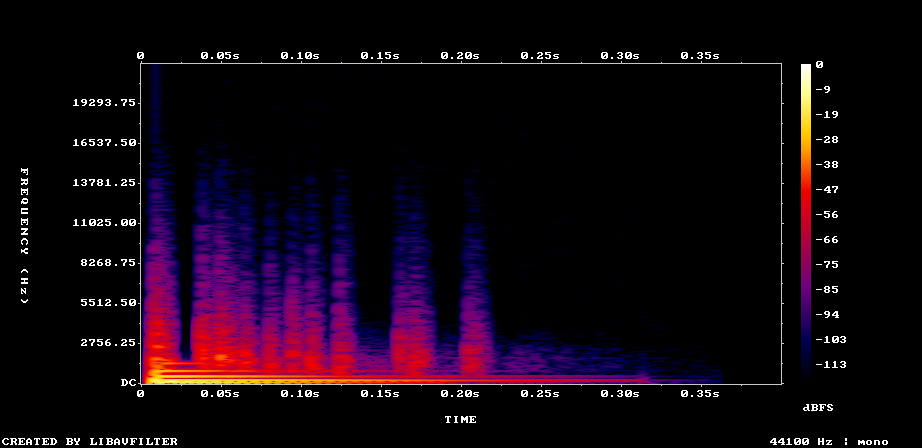 0 0.05s 0.10s 0.15s 0.20s 0.25s 0.30s 0.35s
0
19293.75
-9
-19
16537.50
-28
-38
13781.25
-47
11025.00
-56
-66
8268.75
-75
5512.50
-85
-94
2756.25
-103
-113
DC
0 0.05s 0.10s 0.15s 0.20s 0.25s 0.30s 0.35s
FREQUENCY (Hz)
dBFS
TIME
CREATED BY LIBAVFILTER
44100 Hz | mono